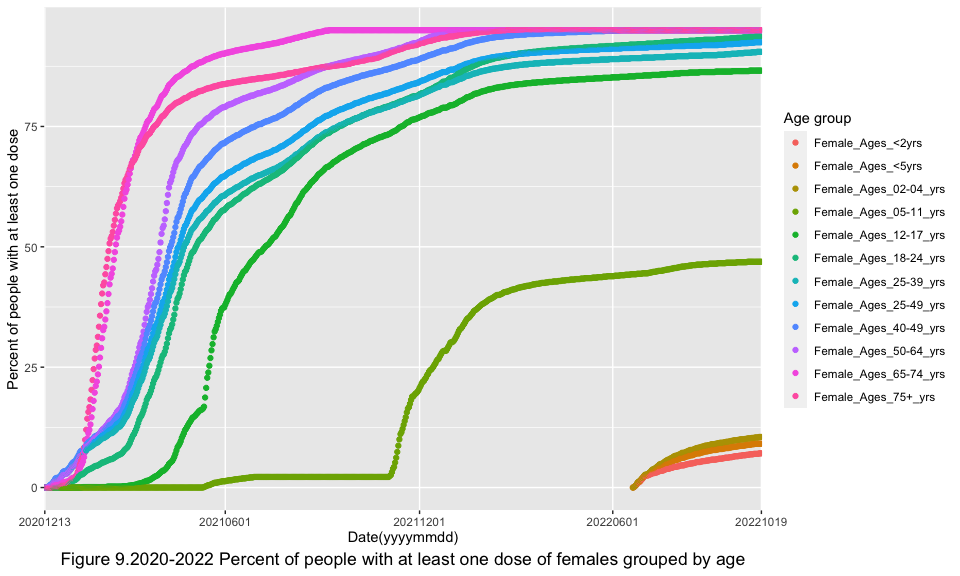 Percent of people with at least one dose
75
50
25
0
20201213
20210601
20211201
20220601
20221019
Date(yyyymmdd)
Age group
Female_Ages_<2yrs
Female_Ages_<5yrs
Female_Ages_02-04_yrs
Female_Ages_05-11_yrs
Female_Ages_12-17_yrs
Female_Ages_18-24_yrs
Female_Ages_25-39_yrs
Female_Ages_25-49_yrs
Female_Ages_40-49_yrs
Female_Ages_50-64_yrs
Female_Ages_65-74_yrs
Female_Ages_75+_yrs
Figure 9.2020-2022 Percent of people with at least one dose of females grouped by age